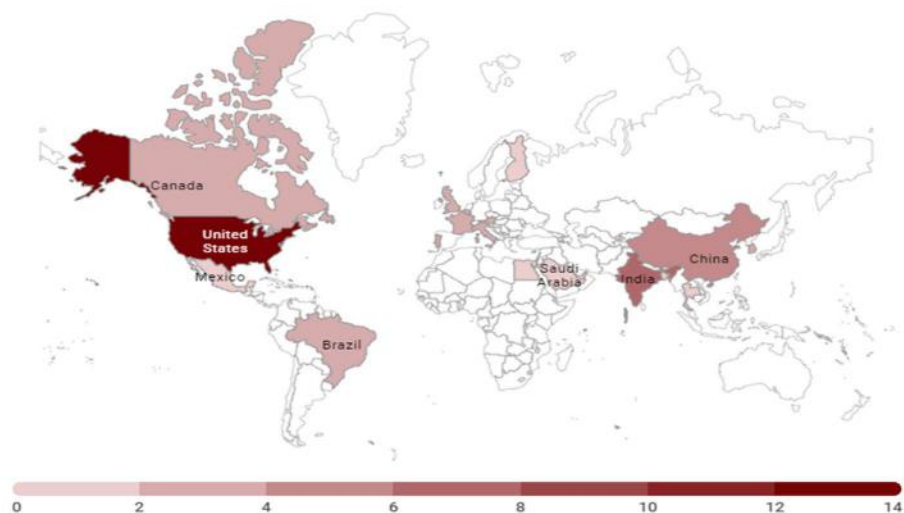 Canada
United
States
Mexico
Brazil
Saudi
Arabia
India
China
0 2 4 6 8 10 12 14